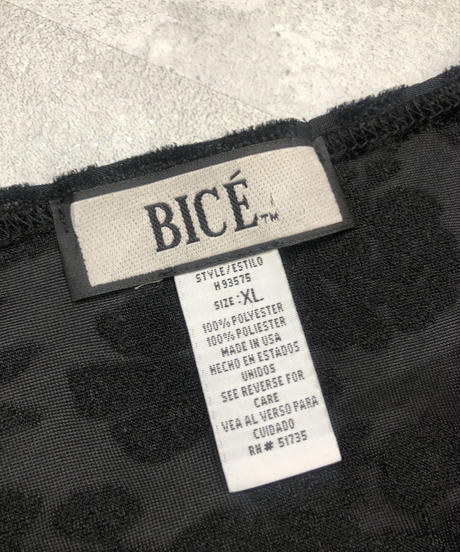 BICÉ™
STYLE/ESTILO
H93575
SIZE: XL
100% POLYESTER
100% POLIESTER
MADE IN USA
HECHO EN ESTADOS
UNIDOS
SEE REVERSE FOR
CARE
VEA AL VERSO PARA
CUIDADO
RN# 51735